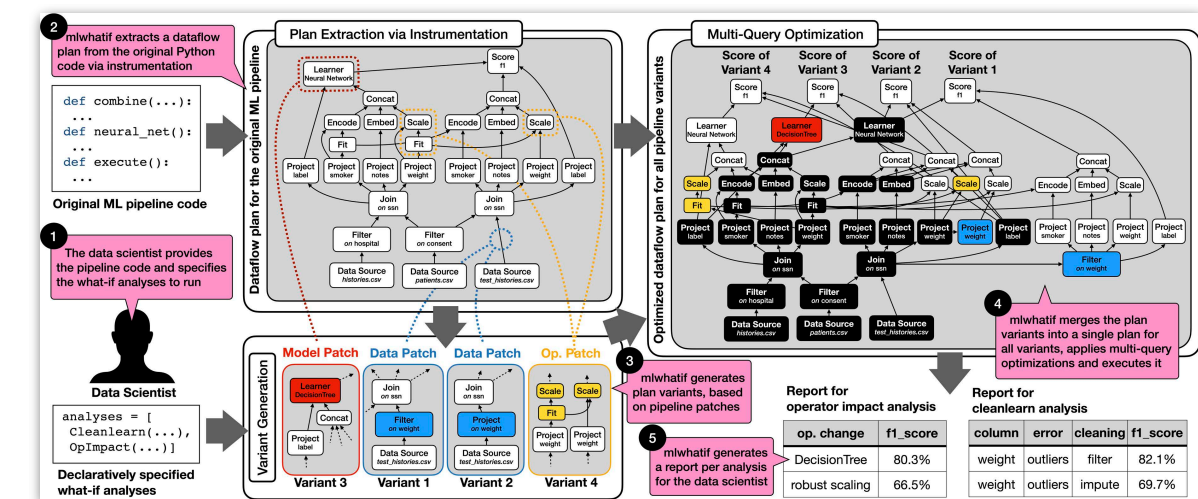 2
mlwhatif extracts a dataflow
plan from the original Python
code via instrumentation
def combine(...):
...
def neural_net():
...
def execute():
...
Original ML pipeline code
1
The data scientist provides
the pipeline code and specifies
the what-if analyses to run
Data Scientist
analyses = [
Cleanlearn(...),
OpImpact(...)]
Declaratively specified
what-if analyses
Plan Extraction via Instrumentation
Dataflow plan for the original ML pipeline
Score
f1
Learner
Neural Network
Concat
Concat
Encode
Embed
Scale
Encode
Embed
Scale
Fit
Fit
Project
label
Project
smoker
Project
notes
Project
weight
Project
smoker
Project
notes
Project
weight
Project
label
Join
on ssn
Join
on ssn
Filter
on hospital
Filter
on consent
Data Source
histories.csv
Data Source
patients.csv
Data Source
test_histories.csv
Variant Generation
Model Patch
Data Patch
Data Patch
Op. Patch
Learner
DecisionTree
Concat
Project
label
Variant 3
Join
on ssn
Filter
on weight
Data Source
test_histories.csv
Variant 1
Join
on ssn
Project
on weight
Data Source
test_histories.csv
Variant 2
Scale
Scale
Fit
Project
weight
Project
weight
Variant 4
3
mlwhatif generates
plan variants, based
on pipeline patches
Multi-Query Optimization
Optimized dataflow plan for all pipeline variants
Score of
Variant 4
Score of
Variant 3
Score of
Variant 2
Score of
Variant 1
Score
f1
Score
f1
Score
f1
Score
f1
Learner
Neural Network
Learner
DecisionTree
Learner
Neural Network
Concat
Concat
Concat
Concat
Concat
Concat
Scale
Encode
Embed
Scale
Encode
Embed
Scale
Scale
Scale
Encode
Embed
Scale
Fit
Fit
Fit
Project
label
Project
smoker
Project
notes
Project
weight
Project
smoker
Project
notes
Project
weight
Project
weight
Project
label
Project
smoker
Project
notes
Project
weight
Project
label
Join
on ssn
Join
on ssn
Filter
on weight
Filter
on hospital
Filter
on consent
Data Source
histories.csv
Data Source
patients.csv
Data Source
test_histories.csv
4
mlwhatif merges the plan
variants into a single plan for
all variants, applies multi-query
optimizations and executes it
5
mlwhatif generates
a report per analysis
for the data scientist
Report for
operator impact analysis
op. change f1_score
DecisionTree 80.3%
robust scaling 66.5%
Report for
cleanlearn analysis
column error cleaning f1_score
weight outliers filter 82.1%
weight outliers impute 69.7%